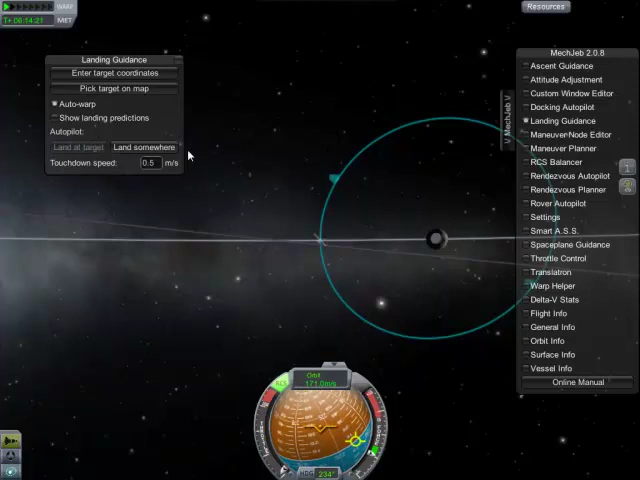 WARP
T+ 06:14:21 MET
Resources
Landing Guidance
Enter target coordinates
Pick target on map
Auto-warp
Show landing predictions
Autopilot:
Land at target Land somewhere
Touchdown speed: 0.5 m/s
V MechJeb V
MechJeb 2.0.8
Ascent Guidance
Attitude Adjustment
Custom Window Editor
Docking Autopilot
Landing Guidance
Maneuver Node Editor
Maneuver Planner
RCS Balancer
Rendezvous Autopilot
Rendezvous Planner
Rover Autopilot
Settings
Smart A.S.S.
Spaceplane Guidance
Throttle Control
Translatron
Warp Helper
Delta-V Stats
Flight Info
General Info
Orbit Info
Surface Info
Vessel Info
Online Manual
Orbit
171.0m/s
RCS
HDG 234°